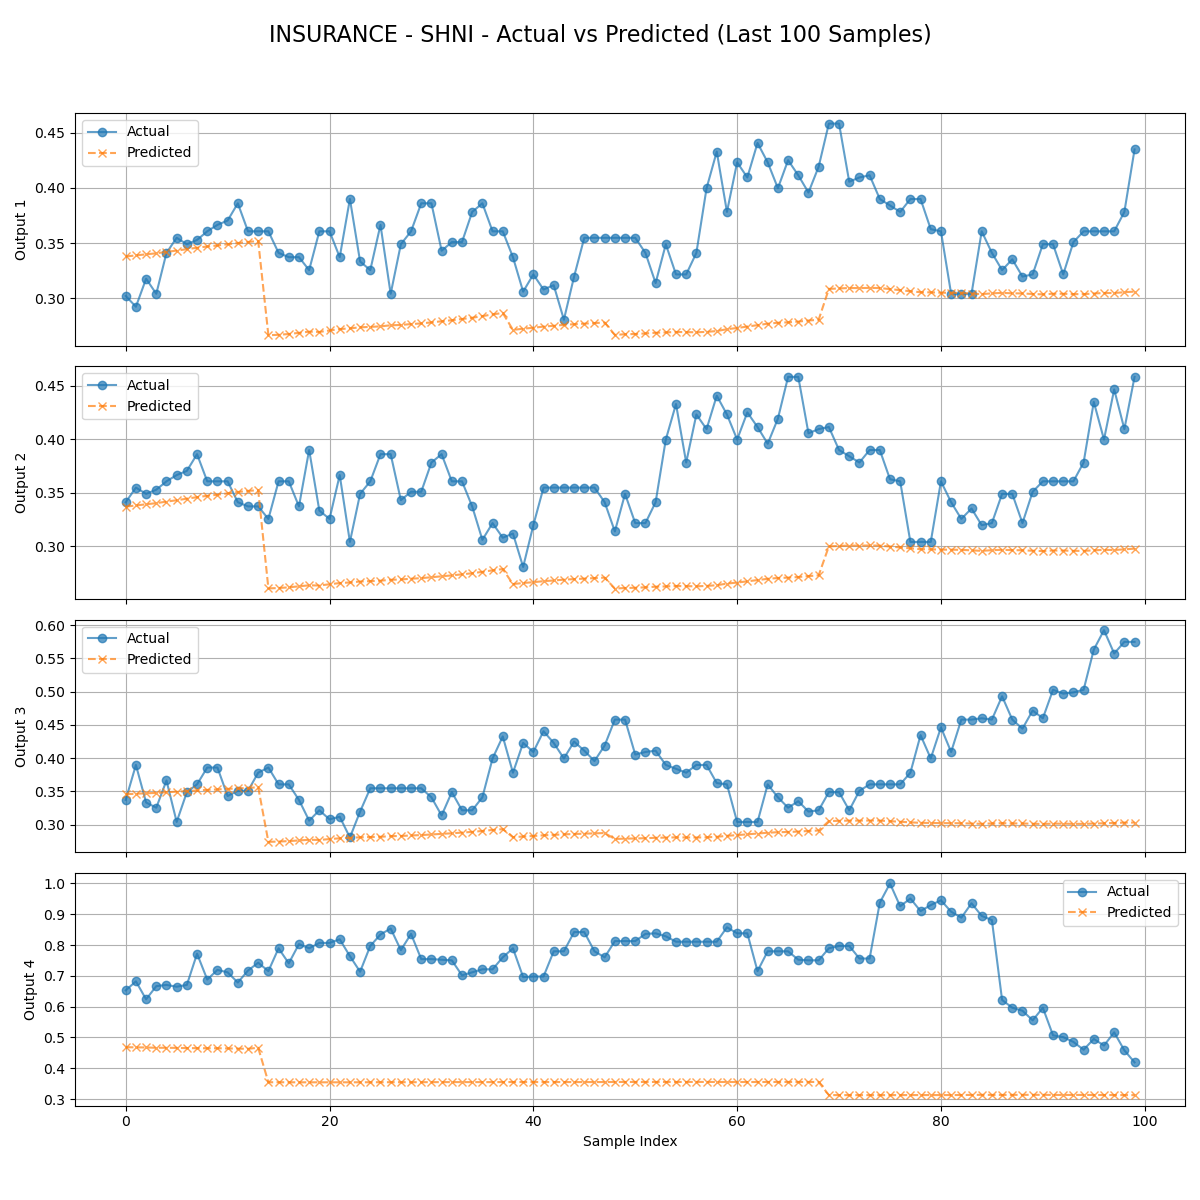 INSURANCE - SHNI - Actual vs Predicted (Last 100 Samples)
Actual
Predicted
0.45
0.40
0.35
0.30
Output 1
Actual
Predicted
0.45
0.40
0.35
0.30
Output 2
Actual
Predicted
0.60
0.55
0.50
0.45
0.40
0.35
0.30
Output 3
Actual
Predicted
1.0
0.9
0.8
0.7
0.6
0.5
0.4
0.3
Output 4
0 20 40 60 80 100
Sample Index